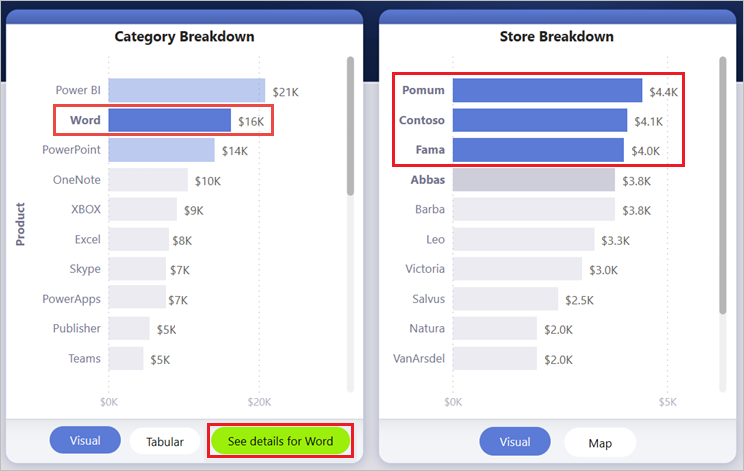 Category Breakdown
Product
Power BI $21K
Word $16K
PowerPoint $14K
OneNote $10K
XBOX $9K
Excel $8K
Skype $7K
PowerApps $7K
Publisher $5K
Teams $5K
$0K $20K
Visual Tabular See details for Word
Store Breakdown
Pomum $4.4K
Contoso $4.1K
Fama $4.0K
Abbas $3.8K
Barba $3.8K
Leo $3.3K
Victoria $3.0K
Salvus $2.5K
Natura $2.0K
VanArsdel $2.0K
$0K $5K
Visual Map